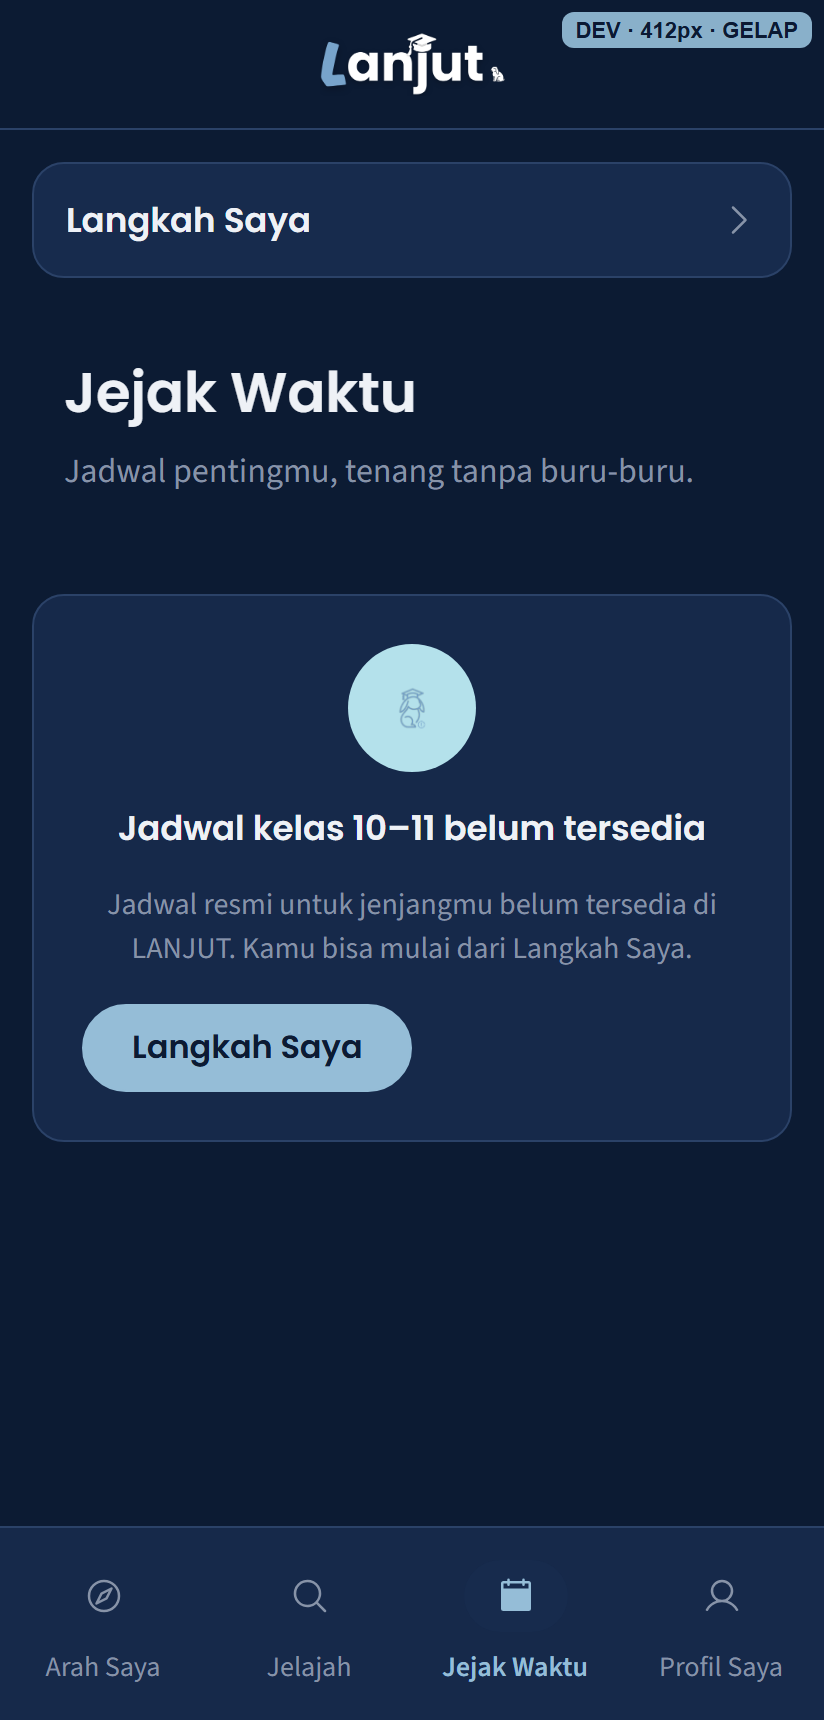 DEV · 412px · GELAP
Lanjut
Langkah Saya
Jejak Waktu
Jadwal pentingmu, tenang tanpa buru-buru.
Jadwal kelas 10–11 belum tersedia
Jadwal resmi untuk jenjangmu belum tersedia di
LANJUT. Kamu bisa mulai dari Langkah Saya.
Langkah Saya
Arah Saya
Jelajah
Jejak Waktu
Profil Saya